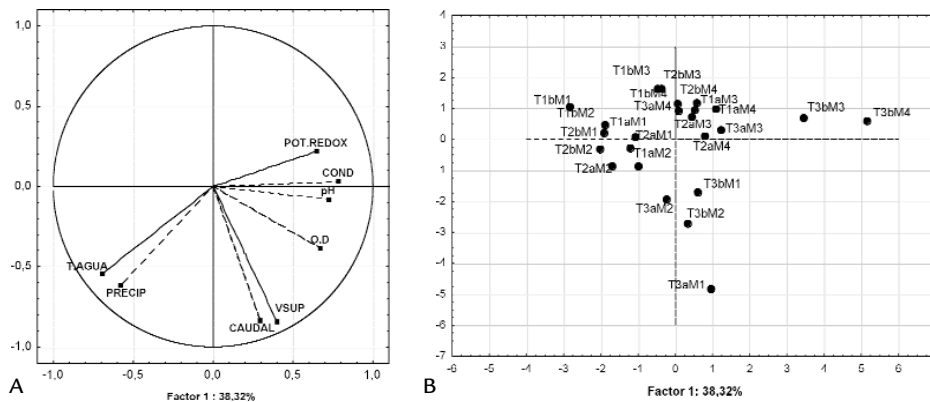 1,0
0,5
0,0
-0,5
-1,0
-1,0 -0,5 0,0 0,5 1,0
POT.REDOX
COND
pH
O.D
T.AGUA
PRECIP
VSUP
CAUDAL
Factor 1 : 38,32%
A
B
4
3
2
1
0
-1
-2
-3
-4
-5
-6
-7
-6 -5 -4 -3 -2 -1 0 1 2 3 4 5 6 7
T1bM3 T2bM3
T1bM4 T2bM4
T1bM1 T3aM4 T1aM3
T1bM2 T1aM4 T3bM3 T3bM4
T1aM1 T2aM3
T2bM1 T2aM1 T3aM3
T2bM2 T1aM2 T2aM4
T2aM2
T3bM1
T3aM2
T3bM2
T3aM1
Factor 1: 38,32%